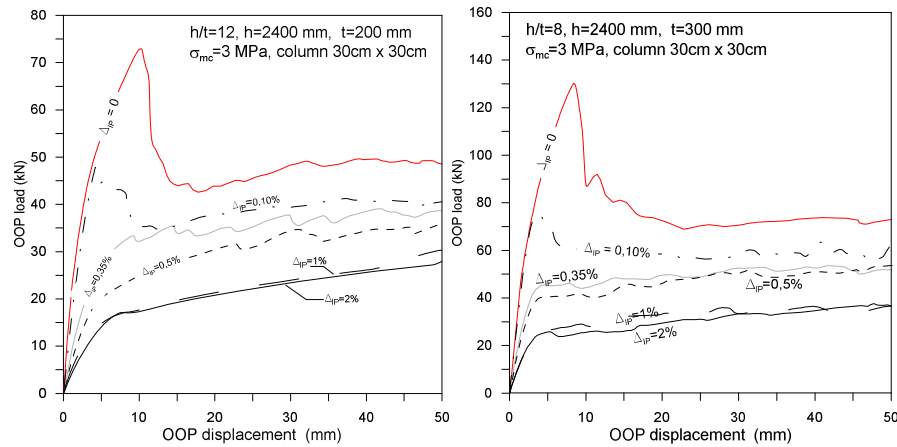 h/t=12, h=2400 mm, t=200 mm
σmc=3 MPa, column 30cm x 30cm
OOP load (kN)
80
70
60
50
40
30
20
10
0
ΔIP = 0
ΔIP=0.10%
ΔIP=0,35%
ΔIP=0,5%
ΔIP=1%
ΔIP=2%
0 10 20 30 40 50
OOP displacement (mm)
h/t=8, h=2400 mm, t=300 mm
σmc=3 MPa, column 30cm x 30cm
OOP load (kN)
160
140
120
100
80
60
40
20
0
ΔIP = 0
ΔIP = 0,10%
ΔIP=0,35%
ΔIP=0,5%
ΔIP=1%
ΔIP=2%
0 10 20 30 40 50
OOP displacement (mm)